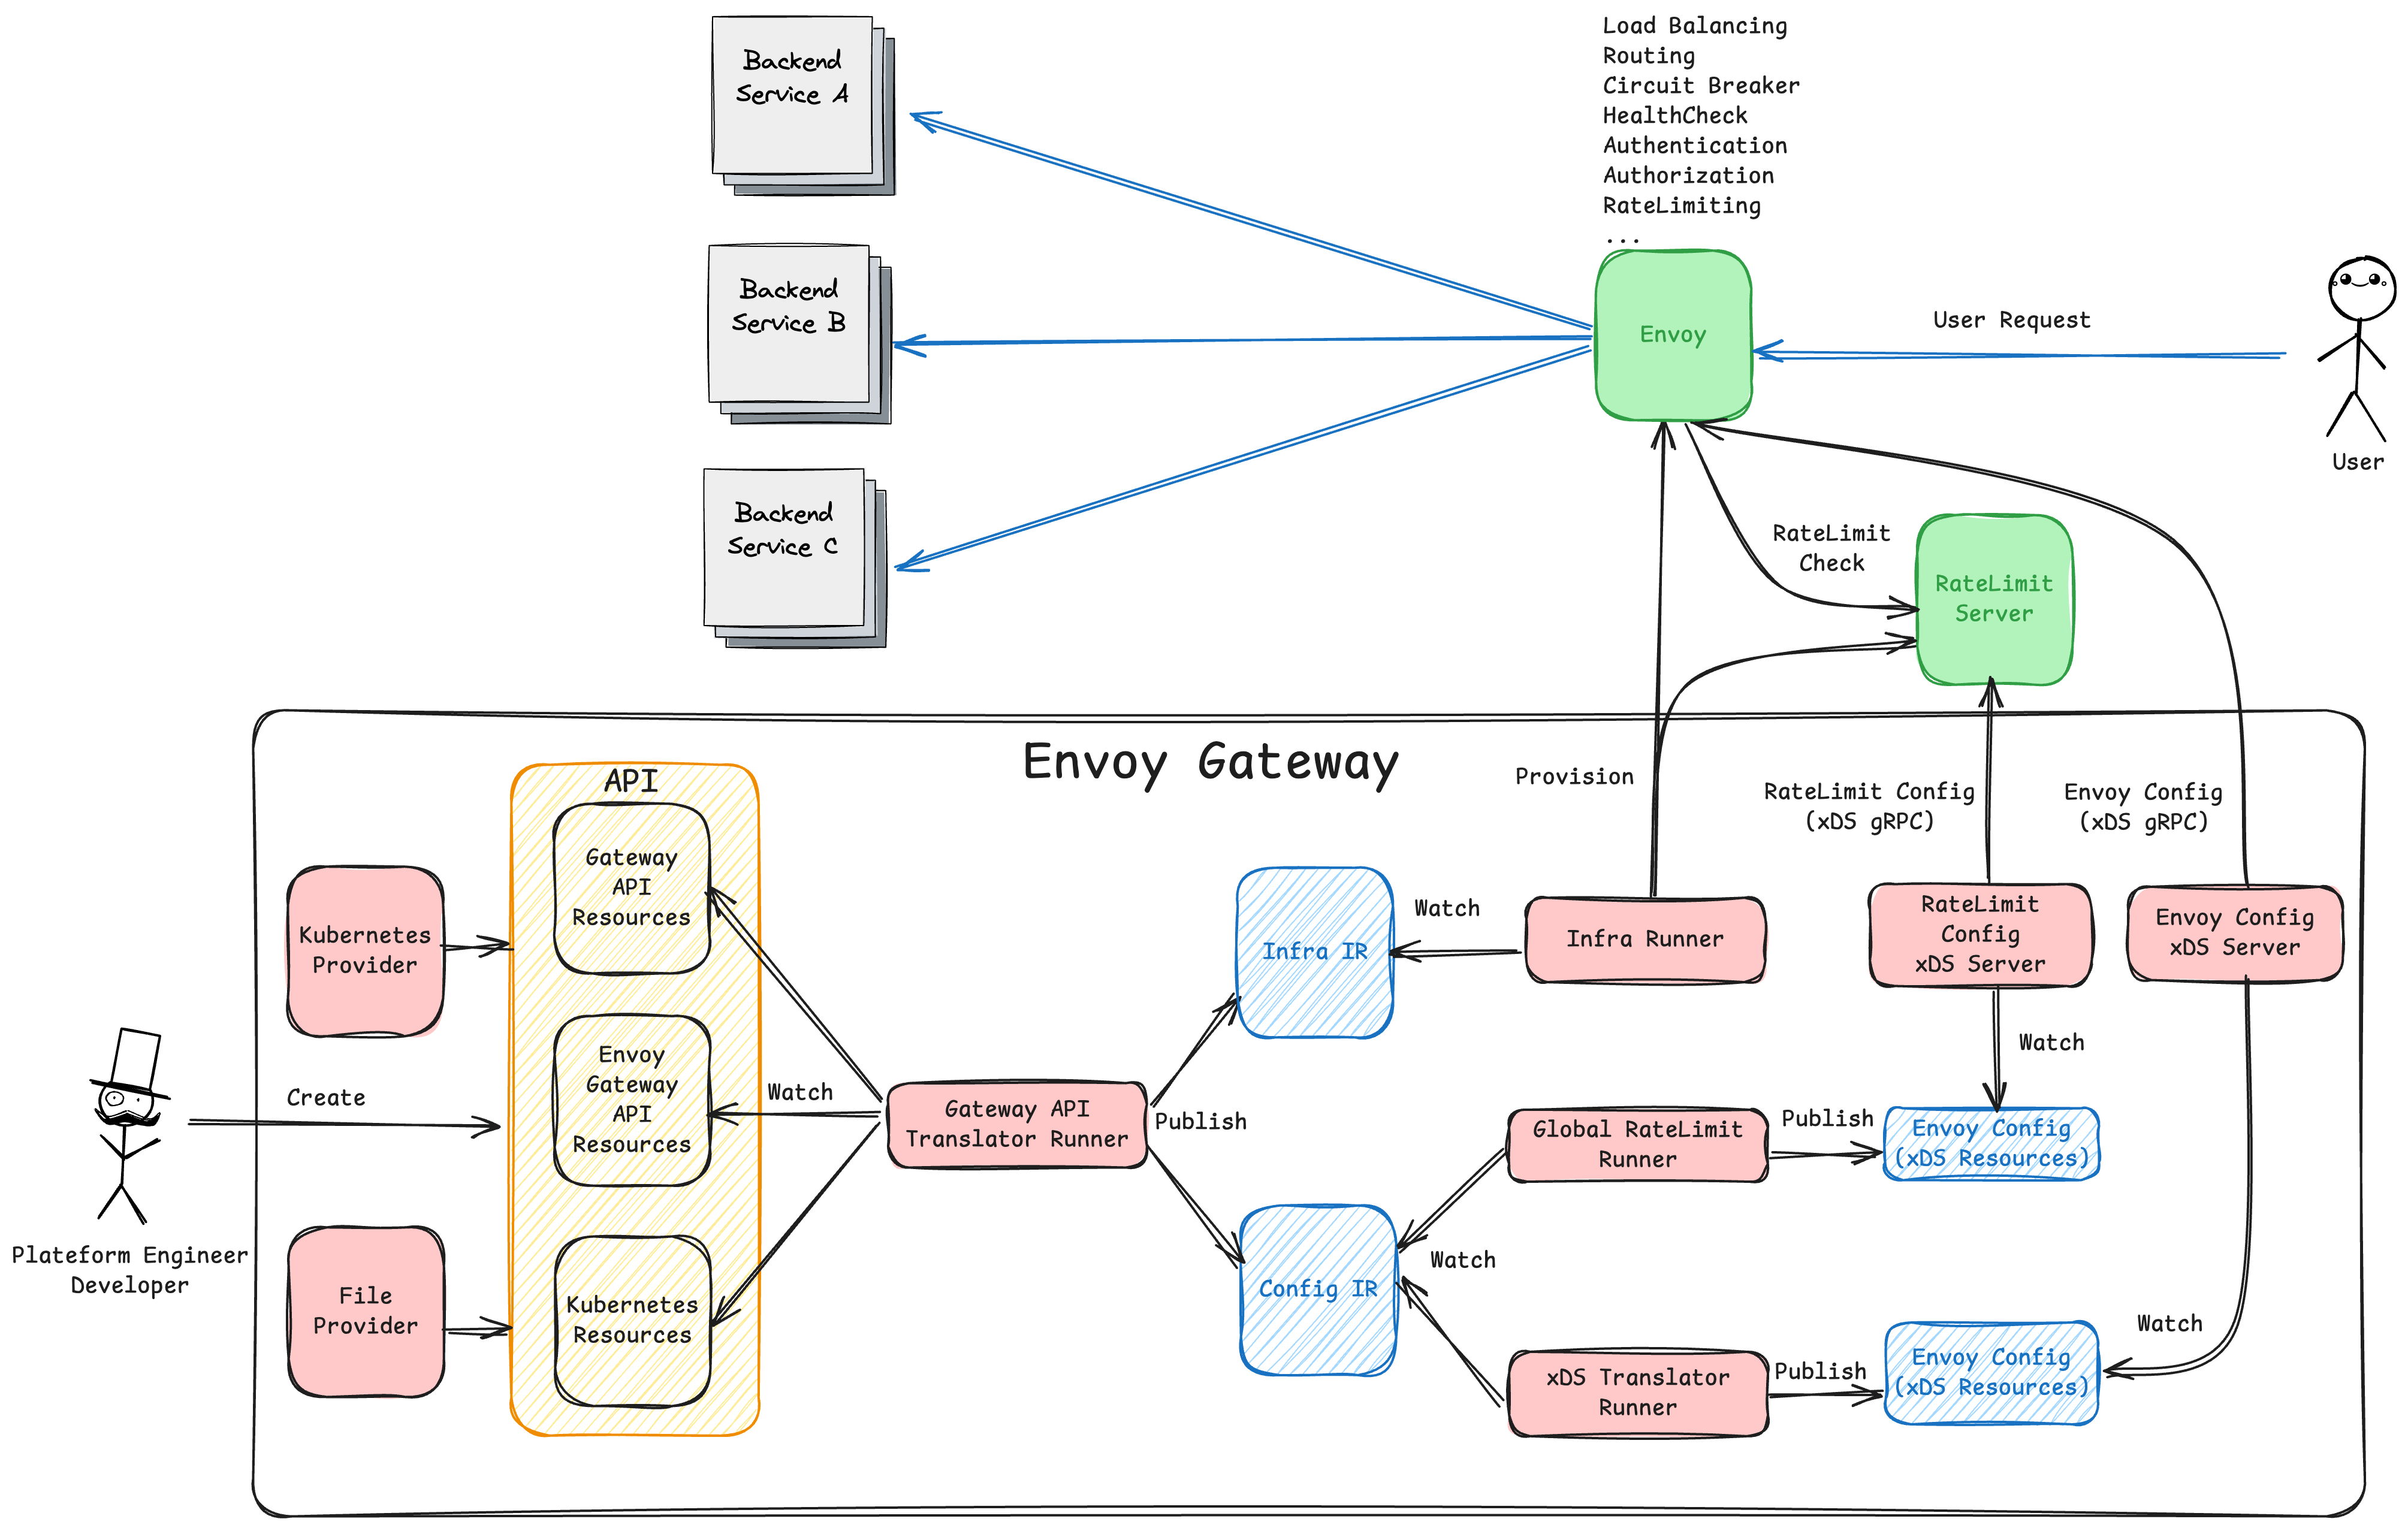 Backend
Service A
Load Balancing
Routing
Circuit Breaker
HealthCheck
Authentication
Authorization
RateLimiting
...
Backend
Service B
Envoy
User Request
User
Backend
Service C
RateLimit
Check
RateLimit
Server
Envoy Gateway
API
Provision
RateLimit Config
(xDS gRPC)
Envoy Config
(xDS gRPC)
Gateway
API
Resources
Kubernetes
Provider
Infra IR
Watch
Infra Runner
RateLimit
Config
xDS Server
Envoy Config
xDS Server
Envoy
Gateway
API
Resources
Create
Watch
Gateway API
Translator Runner
Publish
Watch
Global RateLimit
Runner
Publish
Envoy Config
(xDS Resources)
Plateform Engineer
Developer
File
Provider
Kubernetes
Resources
Config IR
Watch
xDS Translator
Runner
Publish
Envoy Config
(xDS Resources)
Watch